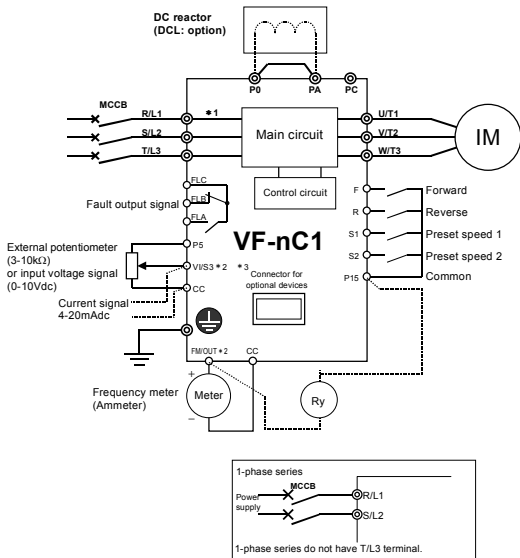 DC reactor
(DCL: option)
P0
PA
PC
MCCB
R/L1
*1
U/T1
S/L2
Main circuit
V/T2
IM
T/L3
W/T3
FLC
Control circuit
F
Forward
Fault output signal
FLB
R
Reverse
FLA
VF-nC1
S1
Preset speed 1
External potentiometer
(3-10kΩ)
or input voltage signal
(0-10Vdc)
P5
S2
Preset speed 2
VI/S3*2
*3
Connector for
optional devices
P15
Common
Current signal
4-20mAdc
CC
FM/OUT*2
CC
+
Frequency meter
(Ammeter)
Meter
Ry
−
1-phase series
MCCB
Power
supply
R/L1
S/L2
1-phase series do not have T/L3 terminal.